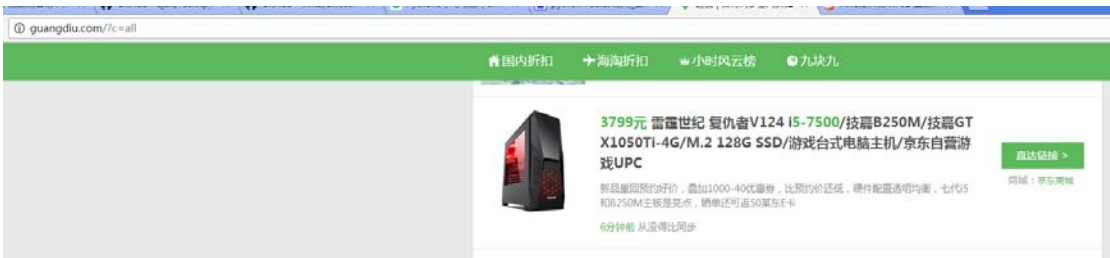 guangdiu.com/?c=all
国内折扣 海淘折扣 小时风云榜 九块九
3799元 雷霆世纪 复仇者V124 i5-7500/技嘉B250M/技嘉GT
X1050Ti-4G/M.2 128G SSD/游戏台式电脑主机/京东自营游
戏UPC
直达链接 >
商城：京东商城
新品重回预约好价，叠加1000-40优惠券，比预约价还低，硬件配置透明均衡，七代i5
和B250M主板是亮点，晒单还可返50某东E卡
6分钟前 从没得比同步